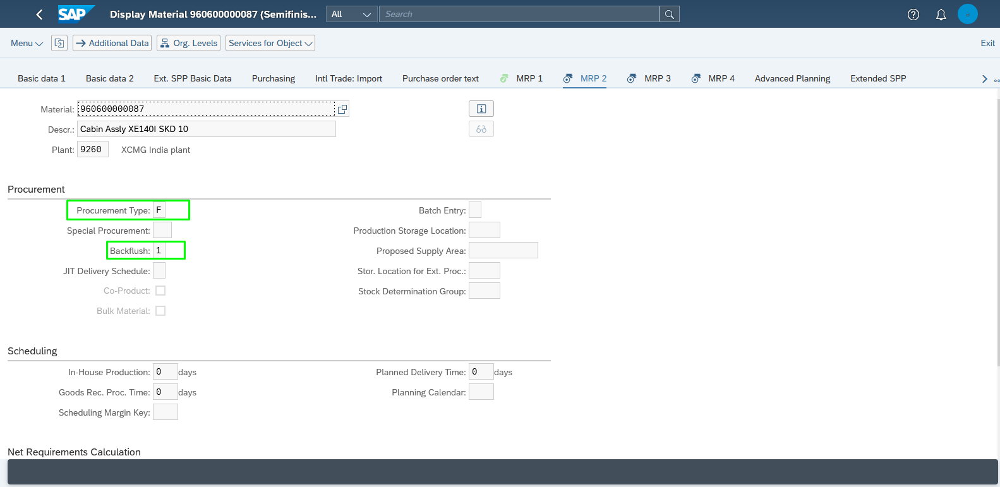 SAP Display Material 960600000087 (Semifinis... All Search
Menu Additional Data Org. Levels Services for Object Exit
Basic data 1 Basic data 2 Ext. SPP Basic Data Purchasing Intl Trade: Import Purchase order text MRP 1 MRP 2 MRP 3 MRP 4 Advanced Planning Extended SPP
Material: 960600000087
Descr.: Cabin Assly XE140I SKD 10
Plant: 9260 XCMG India plant
Procurement
Procurement Type: F Batch Entry:
Special Procurement: Production Storage Location:
Backflush: 1 Proposed Supply Area:
JIT Delivery Schedule: Stor. Location for Ext. Proc.:
Co-Product: Stock Determination Group:
Bulk Material:
Scheduling
In-House Production: 0 days Planned Delivery Time: 0 days
Goods Rec. Proc. Time: 0 days Planning Calendar:
Scheduling Margin Key:
Net Requirements Calculation